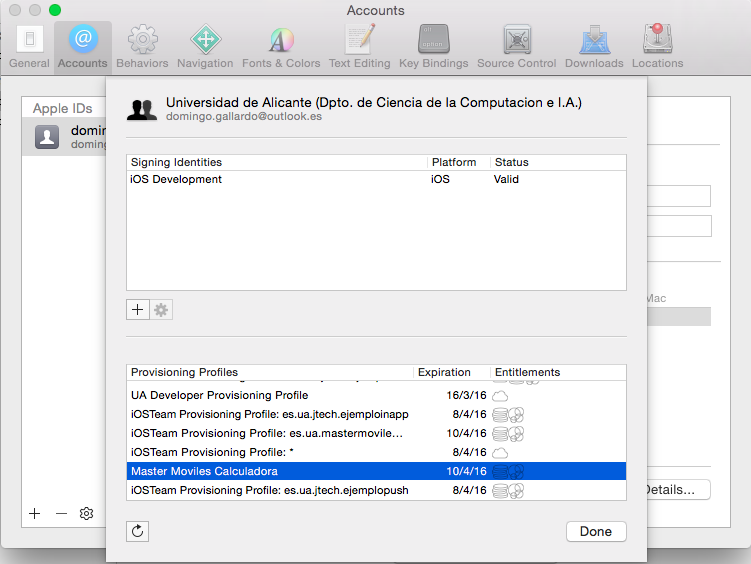 Accounts
General Accounts Behaviors Navigation Fonts & Colors Text Editing Key Bindings Source Control Downloads Locations
Apple IDs
Universidad de Alicante (Dpto. de Ciencia de la Computacion e I.A.)
domingo.gallardo@outlook.es
Signing Identities Platform Status
iOS Development iOS Valid
Mac
Provisioning Profiles Expiration Entitlements
UA Developer Provisioning Profile 16/3/16
iOSTeam Provisioning Profile: es.ua.jtech.ejemploinapp 8/4/16
iOSTeam Provisioning Profile: es.ua.mastermovile... 10/4/16
iOSTeam Provisioning Profile: * 8/4/16
Master Moviles Calculadora 10/4/16
iOSTeam Provisioning Profile: es.ua.jtech.ejemplopush 8/4/16
Done